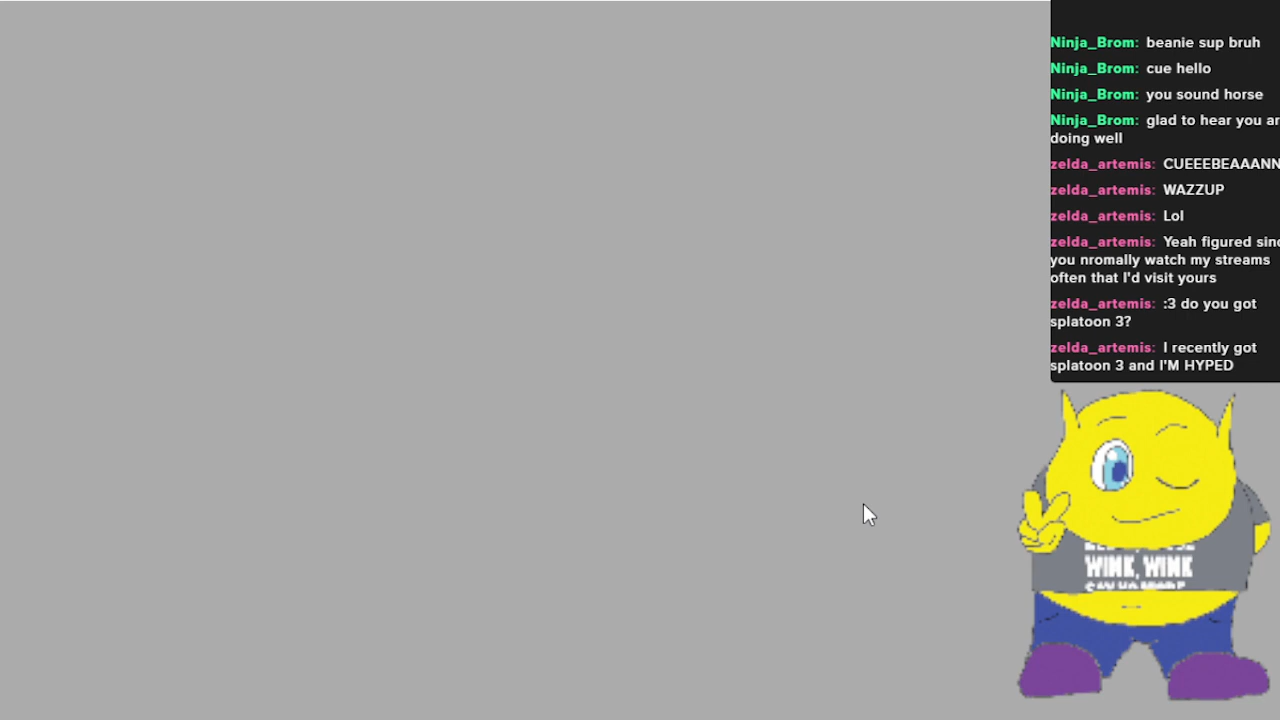 Ninja_Brom: beanie sup bruh
Ninja_Brom: cue hello
Ninja_Brom: you sound horse
Ninja_Brom: glad to hear you ar
doing well
zelda_artemis: CUEEEBEAAANN
zelda_artemis: WAZZUP
zelda_artemis: Lol
zelda_artemis: Yeah figured sinc
you nromally watch my streams
often that I'd visit yours
zelda_artemis: :3 do you got
splatoon 3?
zelda_artemis: I recently got
splatoon 3 and I'M HYPED
WINK, WINK